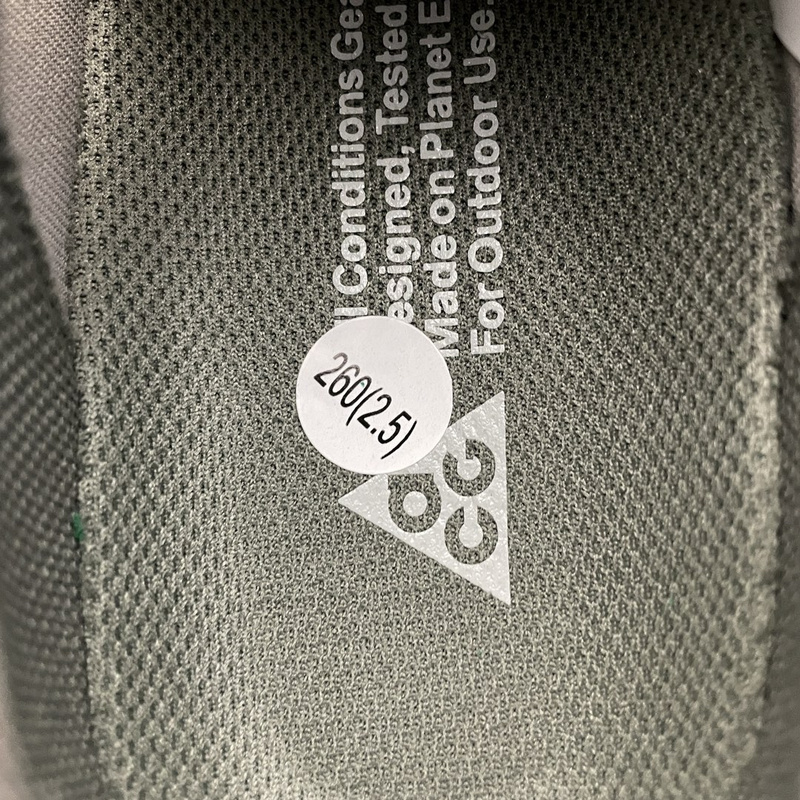 l Conditions Gea
esigned, Tested
Made on Planet E
For Outdoor Use.
260(2.5)
aCG